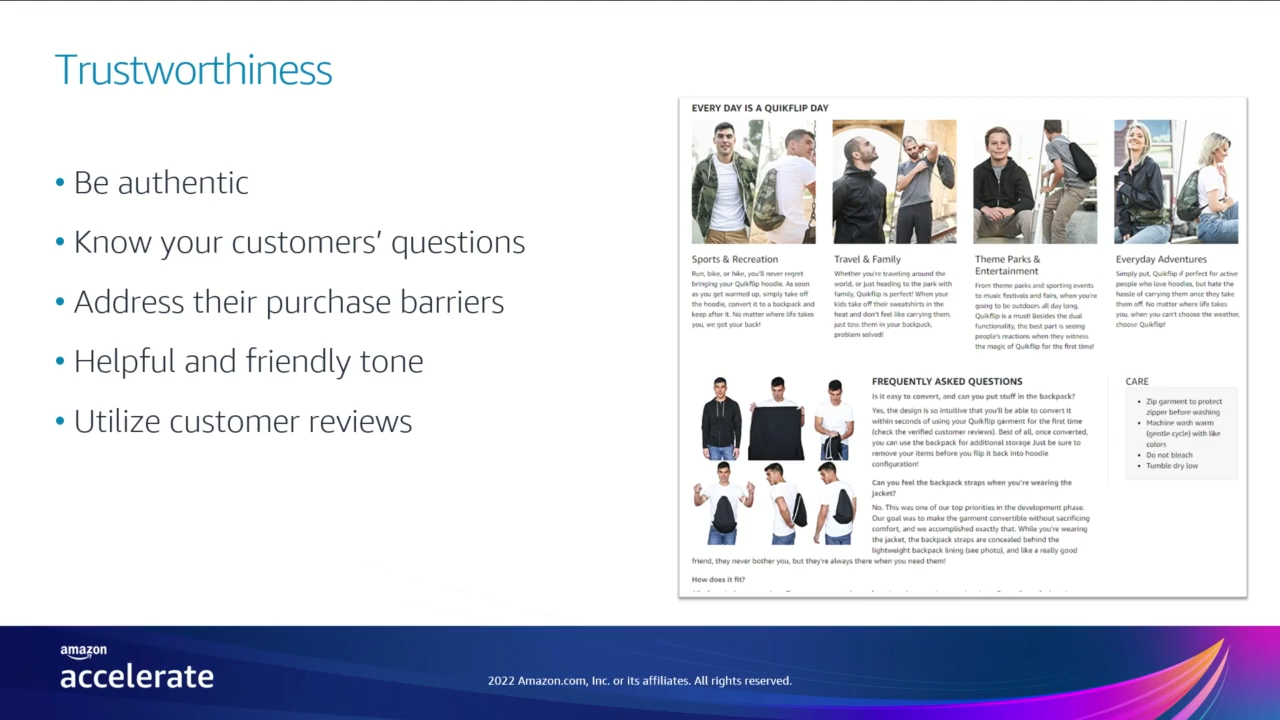 Trustworthiness
• Be authentic
• Know your customers’ questions
• Address their purchase barriers
• Helpful and friendly tone
• Utilize customer reviews
EVERY DAY IS A QUIKFLIP DAY
Sports & Recreation
Run, bike, or hike, you'll never regret
bringing your Quikflip hoodie. As soon
as you get warmed up, simply take off
the hoodie, convert it to a backpack and
keep after it. No matter where life takes
you, we got your back!
Travel & Family
Whether you're traveling around the
world, or just heading to the park with
family, Quikflip is perfect! When your
kids take off their sweatshirts in the
heat and don't feel like carrying them,
just toss them in your backpack,
problem solved!
Theme Parks &
Entertainment
From theme parks and sporting events
to music festivals and fairs, when you're
going to be outdoors all day long,
Quikflip is a must! Besides the dual
functionality, the best part is seeing
people's reactions when they witness
the magic of Quikflip for the first time!
Everyday Adventures
Simply put, Quikflip if perfect for active
people who love hoodies, but hate the
hassle of carrying them once they take
them off. No matter where life takes
you, when you can't choose the weather,
choose Quikflip!
FREQUENTLY ASKED QUESTIONS
Is it easy to convert, and can you put stuff in the backpack?
Yes, the design is so intuitive that you'll be able to convert it
within seconds of using your Quikflip garment for the first time
(check the verified customer reviews). Best of all, once converted,
you can use the backpack for additional storage Just be sure to
remove your items before you flip it back into hoodie
configuration!
Can you feel the backpack straps when you're wearing the
jacket?
No. This was one of our top priorities in the development phase.
Our goal was to make the garment convertible without sacrificing
comfort, and we accomplished exactly that. While you're wearing
the jacket, the backpack straps are concealed behind the
lightweight backpack lining (see photo), and like a really good
friend, they never bother you, but they're always there when you need them!
How does it fit?
CARE
• Zip garment to protect
zipper before washing
• Machine wash warm
(gentle cycle) with like
colors
• Do not bleach
• Tumble dry low
amazon
accelerate
2022 Amazon.com, Inc. or its affiliates. All rights reserved.